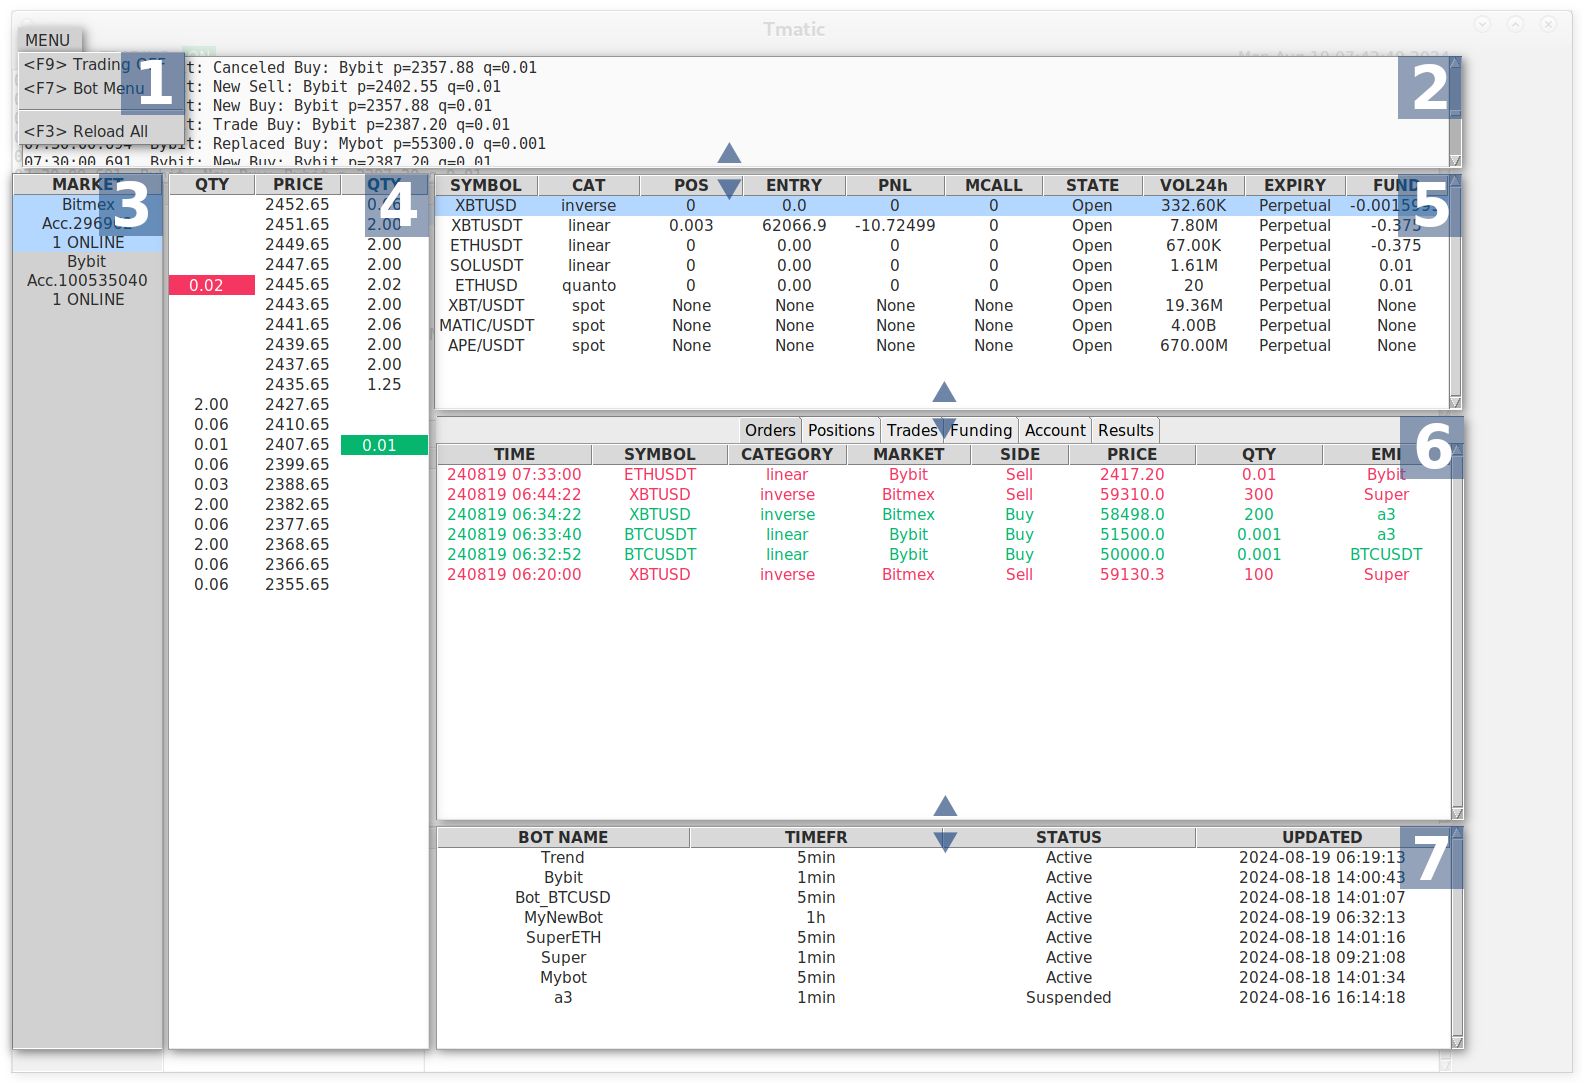 Tmatic
MENU
<F9> Trading OFF
<F7> Bot Menu
<F3> Reload All
1
t: Canceled Buy: Bybit p=2357.88 q=0.01
t: New Sell: Bybit p=2402.55 q=0.01
t: New Buy: Bybit p=2357.88 q=0.01
t: Trade Buy: Bybit p=2387.20 q=0.01
07:30:00.694 Bybit: Replaced Buy: Mybot p=55300.0 q=0.001
07:30:00.691 Bybit: New Buy: Bybit p=2387.20 q=0.01
2
MARKET
Bitmex
1 ONLINE
Bybit
Acc.100535040
1 ONLINE
3
QTY PRICE QTY
2452.65
2451.65 2.00
2449.65 2.00
2447.65 2.00
0.02 2445.65 2.02
2443.65 2.00
2441.65 2.06
2439.65 2.00
2437.65 2.00
2435.65 1.25
2.00 2427.65
0.06 2410.65
0.01 2407.65 0.01
0.06 2399.65
0.03 2388.65
2.00 2382.65
0.06 2377.65
2.00 2368.65
0.06 2366.65
0.06 2355.65
4
SYMBOL CAT POS ENTRY PNL MCALL STATE VOL24h EXPIRY FUND
XBTUSD inverse 0 0.0 0 0 Open 332.60K Perpetual
XBTUSDT linear 0.003 62066.9 -10.72499 0 Open 7.80M Perpetual -0.375
ETHUSDT linear 0 0.00 0 0 Open 67.00K Perpetual -0.375
SOLUSDT linear 0 0.00 0 0 Open 1.61M Perpetual 0.01
ETHUSD quanto 0 0.00 0 0 Open 20 Perpetual 0.01
XBT/USDT spot None None None None Open 19.36M Perpetual None
MATIC/USDT spot None None None None Open 4.00B Perpetual None
APE/USDT spot None None None None Open 670.00M Perpetual None
5
Orders Positions Trades Funding Account Results
TIME SYMBOL CATEGORY MARKET SIDE PRICE QTY EMI
240819 07:33:00 ETHUSDT linear Bybit Sell 2417.20 0.01 Bybit
240819 06:44:22 XBTUSD inverse Bitmex Sell 59310.0 300 Super
240819 06:34:22 XBTUSD inverse Bitmex Buy 58498.0 200 a3
240819 06:33:40 BTCUSDT linear Bybit Buy 51500.0 0.001 a3
240819 06:32:52 BTCUSDT linear Bybit Buy 50000.0 0.001 BTCUSDT
240819 06:20:00 XBTUSD inverse Bitmex Sell 59130.3 100 Super
6
BOT NAME TIMEFR STATUS UPDATED
Trend 5min Active 2024-08-19 06:19:13
Bybit 1min Active 2024-08-18 14:00:43
Bot_BTCUSD 5min Active 2024-08-18 14:01:07
MyNewBot 1h Active 2024-08-19 06:32:13
SuperETH 5min Active 2024-08-18 14:01:16
Super 1min Active 2024-08-18 09:21:08
Mybot 5min Active 2024-08-18 14:01:34
a3 1min Suspended 2024-08-16 16:14:18
7